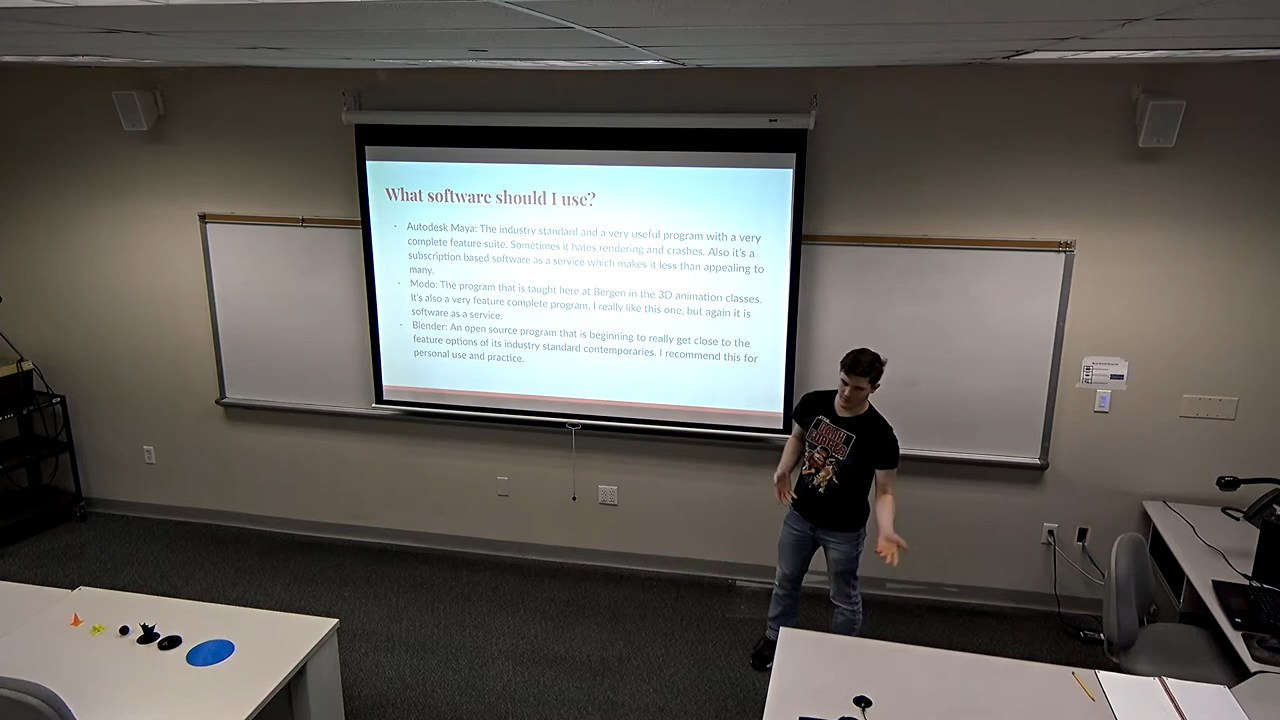 What software should I use?
- Autodesk Maya: The industry standard and a very useful program with a very
complete feature suite. Sometimes it hates rendering and crashes. Also it's a
subscription based software as a service which makes it less than appealing to
many.
- Modo: The program that is taught here at Bergen in the 3D animation classes.
It's also a very feature complete program. I really like this one, but again it is
software as a service.
- Blender: An open source program that is beginning to really get close to the
feature options of its industry standard contemporaries. I recommend this for
personal use and practice.